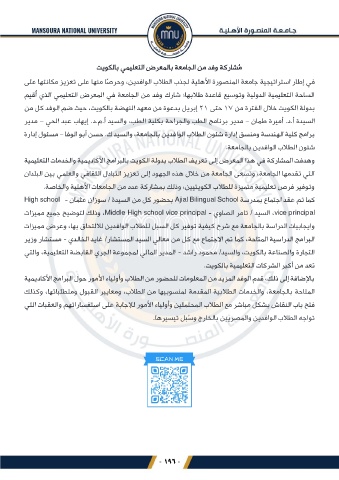 MANSOURA NATIONAL UNIVERSITY
جامعة المنصورة الأهلية
مشاركة وفد من الجامعة بالمعرض التعليمي بالكويت
في إطار استراتيجية جامعة المنصورة الأهلية لجذب الطلاب الوافدين، وحرصًا منها على تعزيز مكانتها على
الساحة التعليمية الدولية وتوسيع قاعدة طلابها؛ شارك وفد من الجامعة في المعرض التعليمي الذي أُقيم
بدولة الكويت خلال الفترة من ١٧ حتى ٢١ إبريل بدعوة من معهد النهضة بالكويت، حيث ضم الوفد كل من
السيدة أ.د. أميرة طمان - مدير برنامج الطب والجراحة بكلية الطب، والسيد أ.م.د. إيهاب عبد الحي - مدير
برامج كلية الهندسة ومنسق إدارة شئون الطلاب الوافدين بالجامعة، والسيد ك. حسن أبو الوفا - مسئول إدارة
شئون الطلاب الوافدين بالجامعة.
وهدفت المشاركة في هذا المعرض إلى تعريف الطلاب بدولة الكويت بالبرامج الأكاديمية والخدمات التعليمية
التي تقدمها الجامعة، وتسعى الجامعة من خلال هذه الجهود إلى تعزيز التبادل الثقافي والعلمي بين البلدان
وتوفير فرص تعليمية متميزة للطلاب الكويتيين، وذلك بمشاركة عدد من الجامعات الأهلية والخاصة.
كما تم عقد اجتماع بمدرسة Ajial Bilingual School بحضور كل من السيدة / سوزان عثمان - High school
vice principal، السيد / تامر الصاوي - Middle High school vice principal، وذلك لتوضيح جميع مميزات
وايجابيات الدراسة بالجامعة مع شرح كيفية توفير كل السبل للطلاب الوافدين للالتحاق بها، وعرض مميزات
البرامج الدراسية المتاحة، كما تم الاجتماع مع كل من معالي السيد المستشار/ غايد الخالدي - مستشار وزير
التجارة والصناعة بالكويت، والسيد/ محمود راشد - المدير المالي لمجموعة الجري القابضة التعليمية، والتي
تعد من أكبر الشركات التعليمية بالكويت.
بالإضافة إلى ذلك، قدم الوفد المزيد من المعلومات للحضور من الطلاب وأولياء الأمور حول البرامج الأكاديمية
المتاحة بالجامعة، والخدمات الطلابية المقدمة لمنسوبيها من الطلاب، ومعايير القبول ومتطلباتها، وكذلك
فتح باب النقاش بشكل مباشر مع الطلاب المحتملين وأولياء الأمور للإجابة على استفساراتهم والعقبات التي
تواجه الطلاب الوافدين والمصريين بالخارج وسُبل تيسيرها.
SCAN ME
- ١٩٦ -